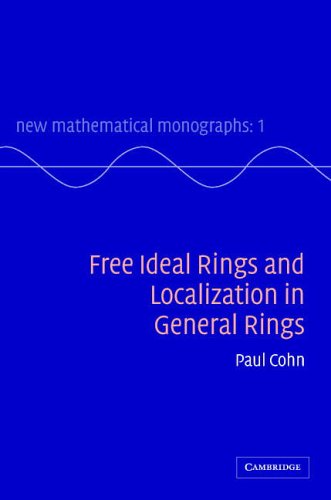 new mathematical monographs: 1
Free Ideal Rings and
Localization in
General Rings
Paul Cohn
CAMBRIDGE